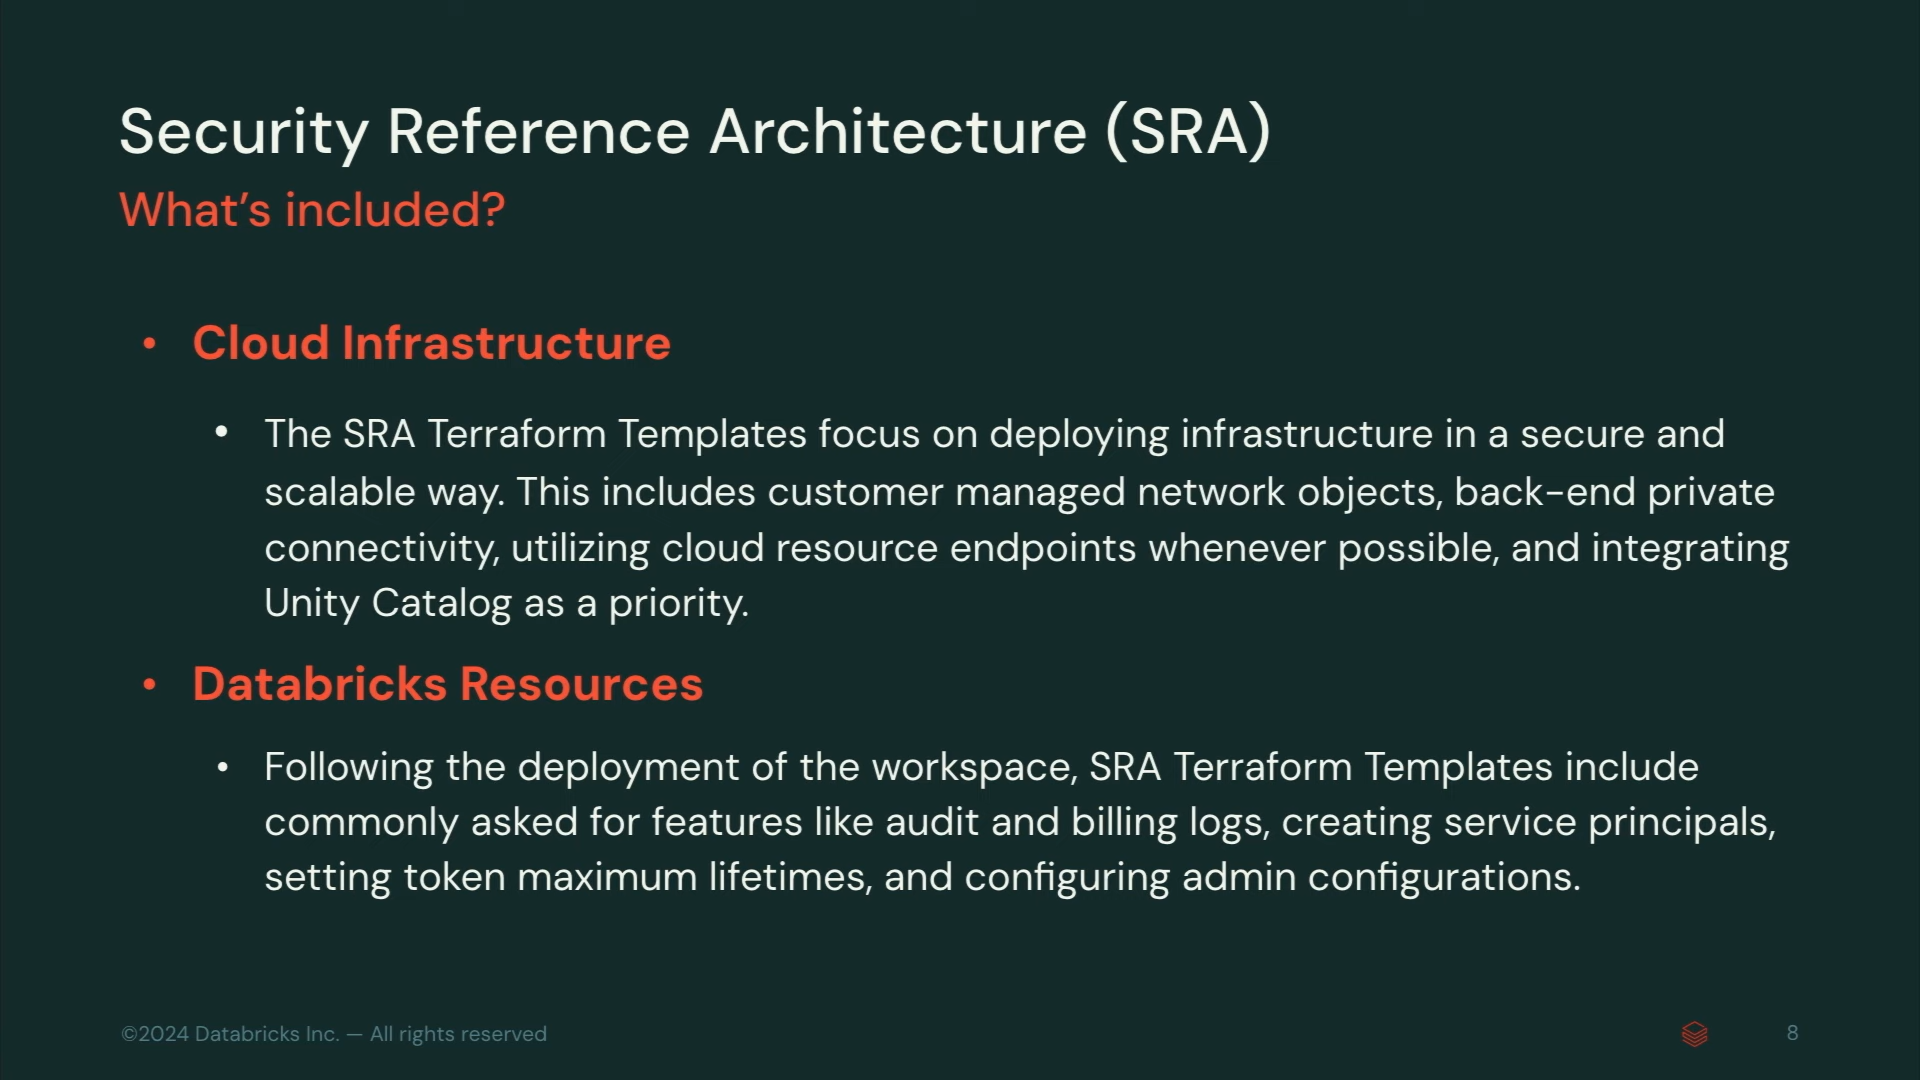 Security Reference Architecture (SRA)
What’s included?
• Cloud Infrastructure
• The SRA Terraform Templates focus on deploying infrastructure in a secure and
scalable way. This includes customer managed network objects, back-end private
connectivity, utilizing cloud resource endpoints whenever possible, and integrating
Unity Catalog as a priority.
• Databricks Resources
• Following the deployment of the workspace, SRA Terraform Templates include
commonly asked for features like audit and billing logs, creating service principals,
setting token maximum lifetimes, and configuring admin configurations.
©2024 Databricks Inc. — All rights reserved
8